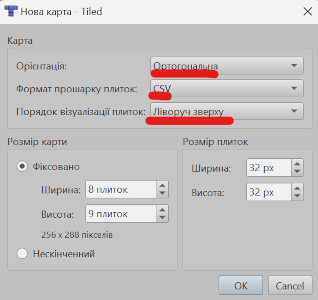 Нова карта - Tiled
Карта
Орієнтація: Ортогональна
Формат прошарку плиток: CSV
Порядок візуалізації плиток: Ліворуч зверху
Розмір карти
Фіксовано
Ширина: 8 плиток
Висота: 9 плиток
256 x 288 пікселів
Нескінченний
Розмір плиток
Ширина: 32 px
Висота: 32 px
OK Cancel